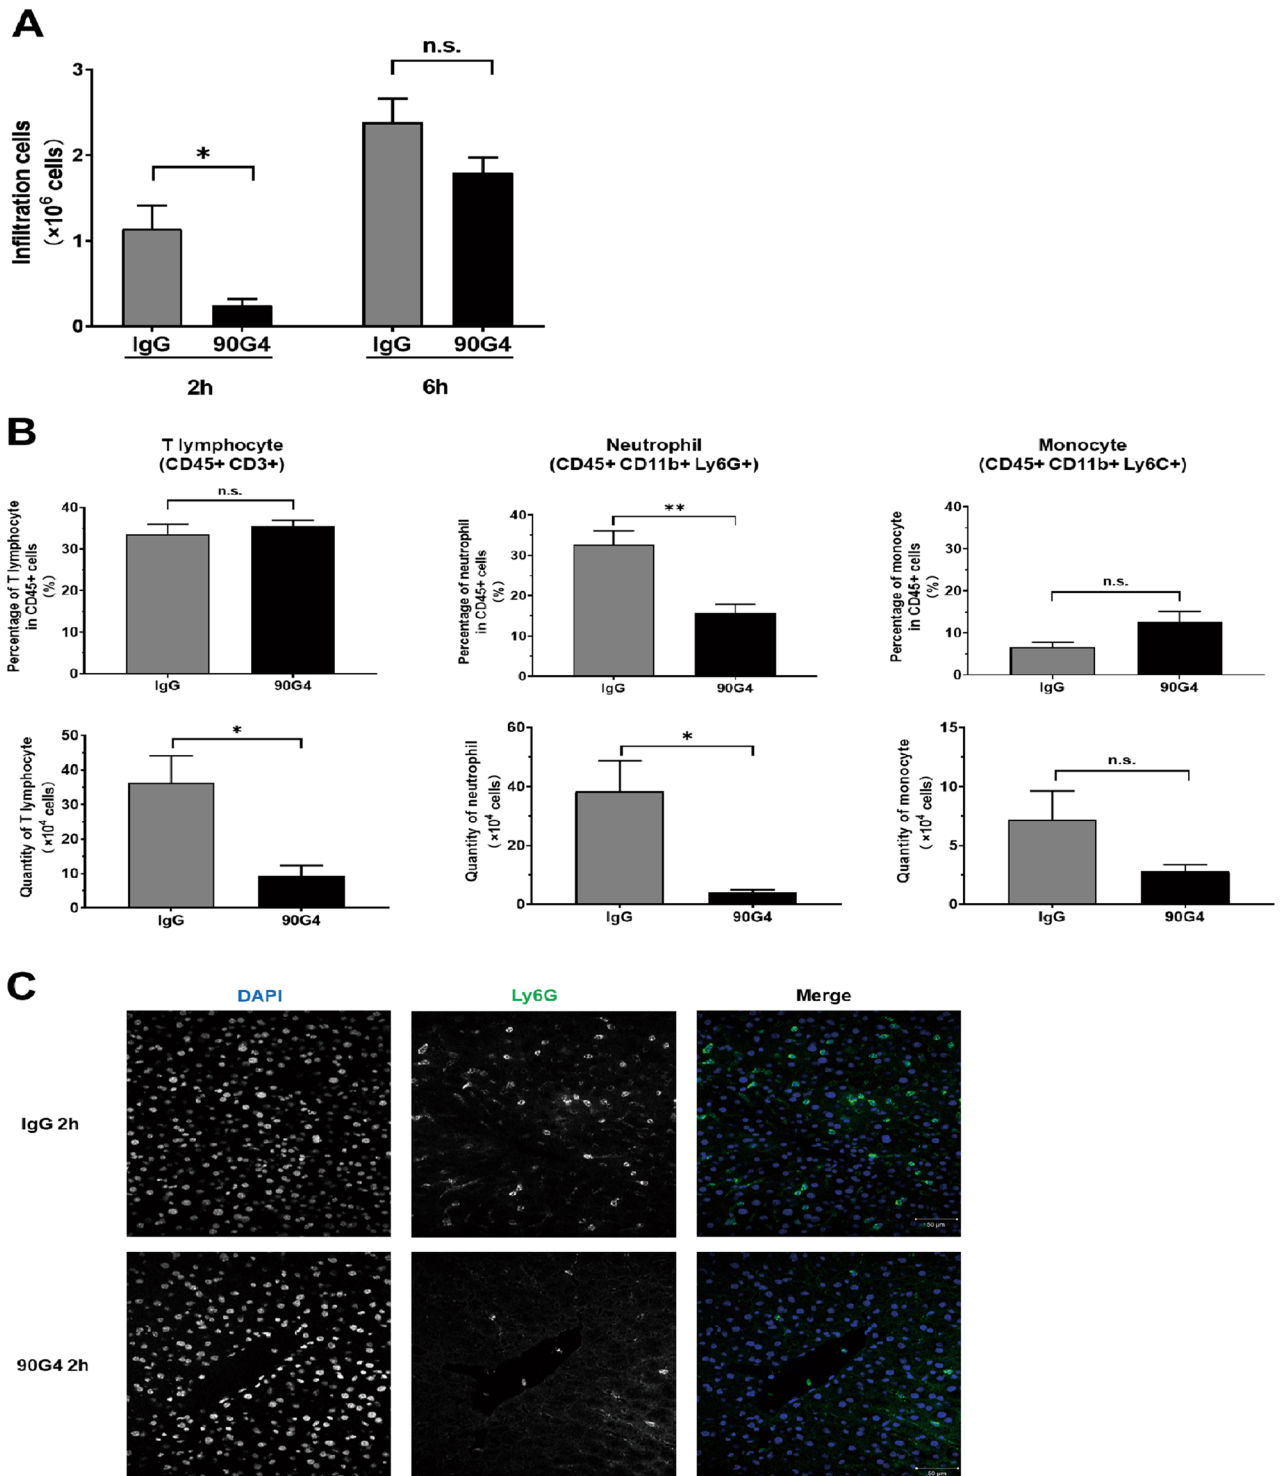 A
n.s.
*
3
2
1
0
Infiltration cells
(×10⁶ cells)
IgG 90G4 IgG 90G4
2h 6h
B
T lymphocyte
(CD45+ CD3+)
n.s.
40
30
20
10
0
Percentage of T lymphocyte
in CD45+ cells
(%)
IgG 90G4
Neutrophil
(CD45+ CD11b+ Ly6G+)
**
40
30
20
10
0
Percentage of neutrophil
in CD45+ cells
(%)
IgG 90G4
Monocyte
(CD45+ CD11b+ Ly6C+)
40
30
20
10
0
n.s.
Percentage of monocyte
in CD45+ cells
(%)
IgG 90G4
50
40
30
20
10
0
*
Quantity of T lymphocyte
(×10⁴ cells)
IgG 90G4
60
40
20
0
*
Quantity of neutrophil
(×10⁴ cells)
IgG 90G4
15
10
5
0
n.s.
Quantity of monocyte
(×10⁴ cells)
IgG 90G4
C
DAPI Ly6G Merge
IgG 2h
50 μm
90G4 2h
50 μm